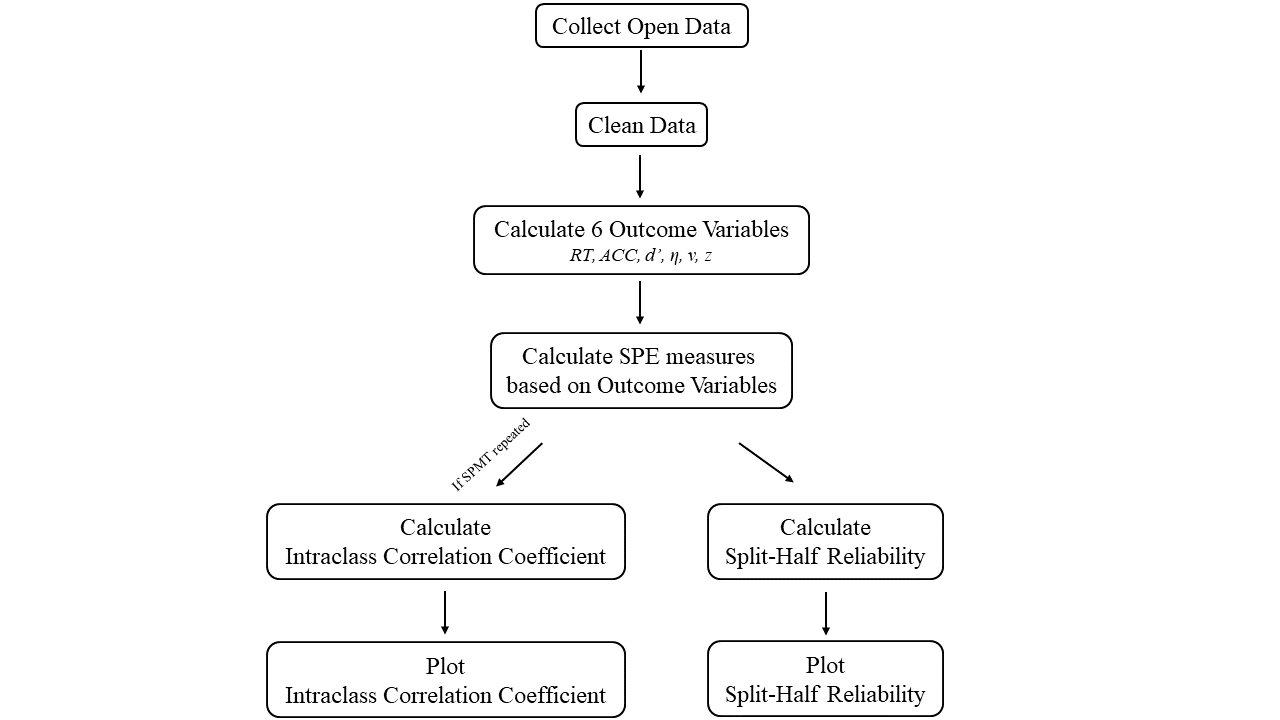 Collect Open Data
Clean Data
Calculate 6 Outcome Variables
RT, ACC, d’, η, v, z
Calculate SPE measures
based on Outcome Variables
If SPMT repeated
Calculate
Intraclass Correlation Coefficient
Calculate
Split-Half Reliability
Plot
Intraclass Correlation Coefficient
Plot
Split-Half Reliability